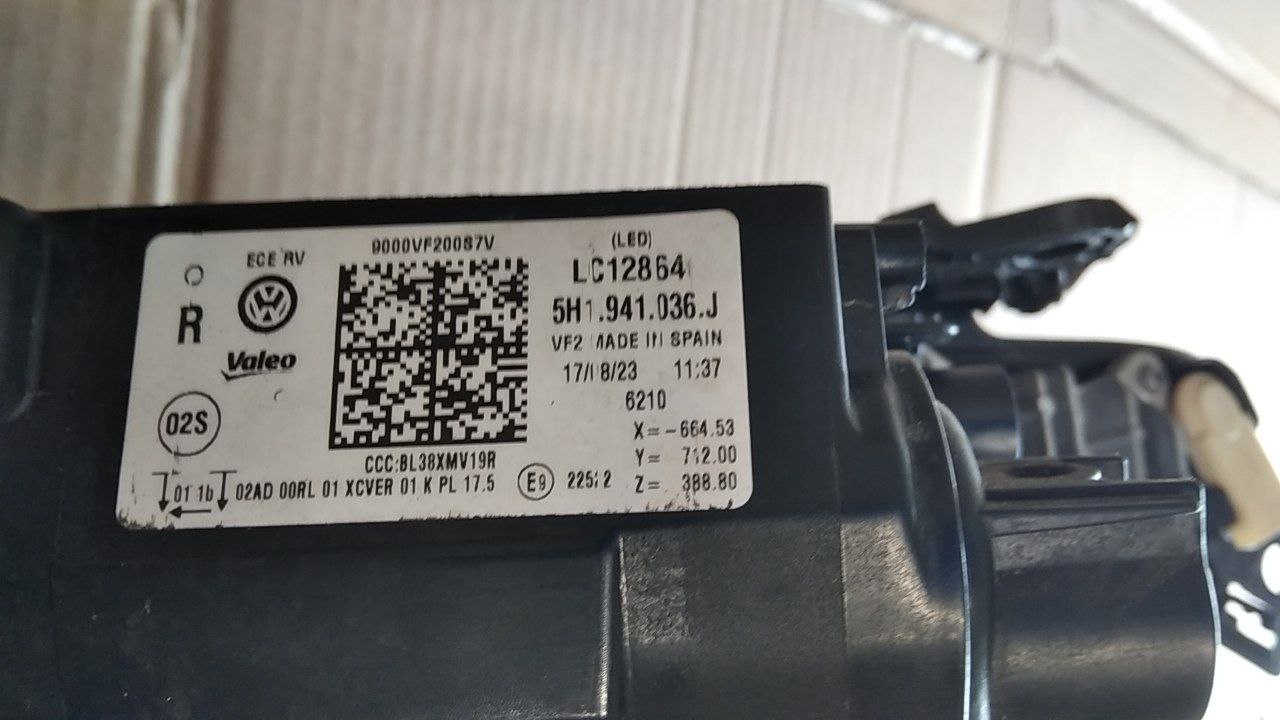 ECE RV
R
Valeo
02S
9000VF20087V
CCC:BL38XMV19R
01 1b 02AD 00RL 01 XCVER 01 K PL 17.5 E9
(LED)
LC12864
5H1.941.036.J
VF2 MADE IN SPAIN
11:37
6210
X=-664.53
Y= 712.00
Z= 388.80